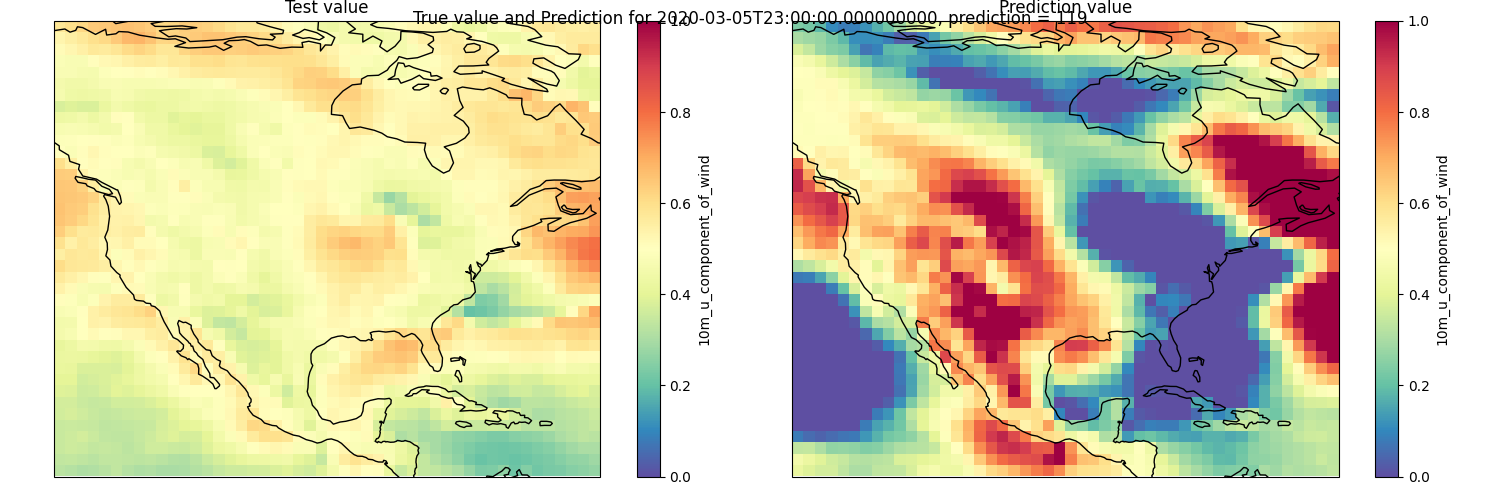 Test value
True value and Prediction for 2020-03-05T23:00:00.000000000, prediction = 119
Prediction value
1.0
0.8
0.6
0.4
0.2
0.0
10m_u_component_of_wind
1.0
0.8
0.6
0.4
0.2
0.0
10m_u_component_of_wind